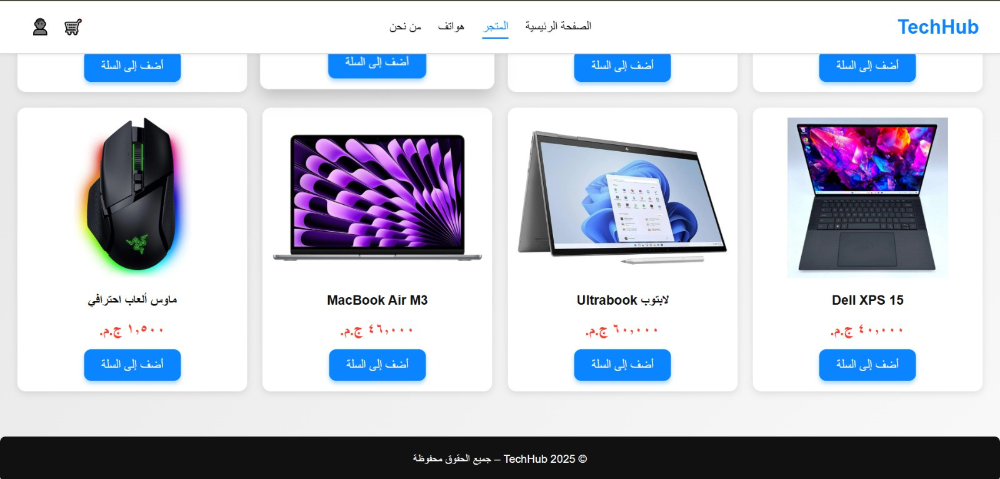 TechHub
الصفحة الرئيسية
المتجر
هواتف
من نحن
أضف إلى السلة
أضف إلى السلة
أضف إلى السلة
أضف إلى السلة
Dell XPS 15
٤٠,٠٠٠ ج.م.
أضف إلى السلة
لابتوب Ultrabook
٦٠,٠٠٠ ج.م.
أضف إلى السلة
MacBook Air M3
٤٦,٠٠٠ ج.م.
أضف إلى السلة
ماوس ألعاب احترافي
١,٥٠٠ ج.م.
أضف إلى السلة
© 2025 TechHub – جميع الحقوق محفوظة